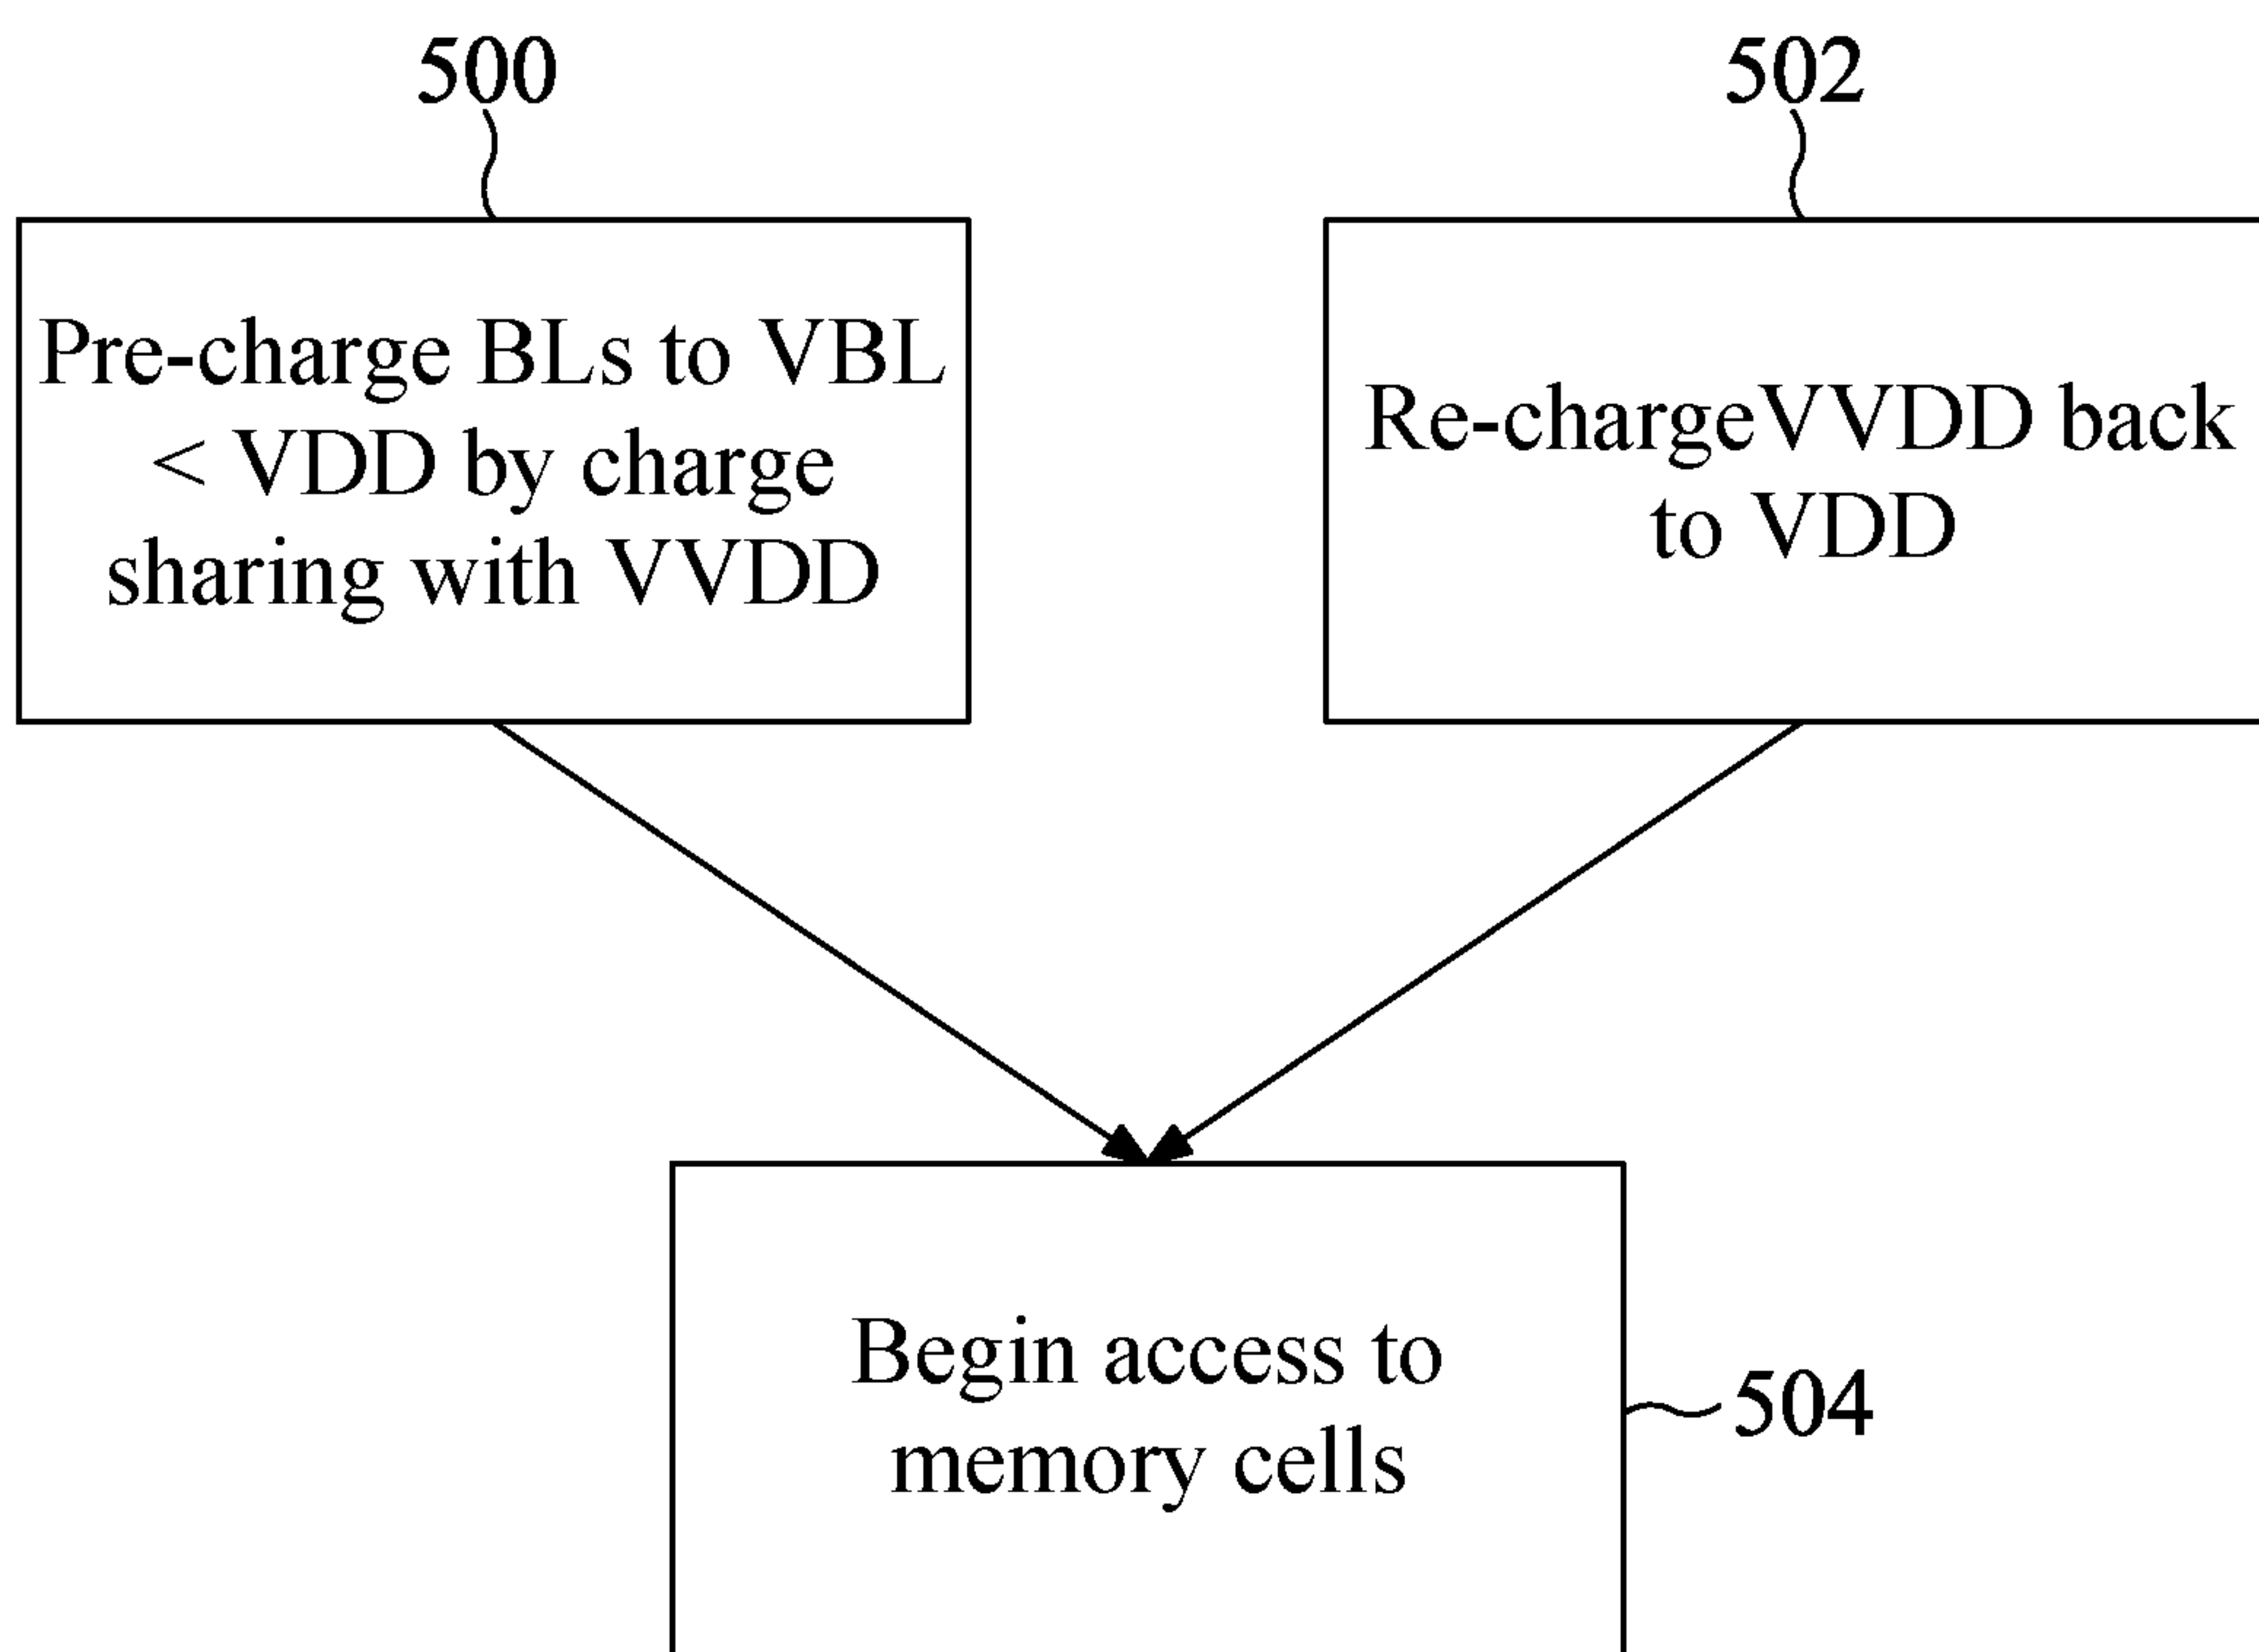 500
Pre-charge BLs to VBL
< VDD by charge
sharing with VVDD
502
Re-chargeVVDD back
to VDD
Begin access to
memory cells
504